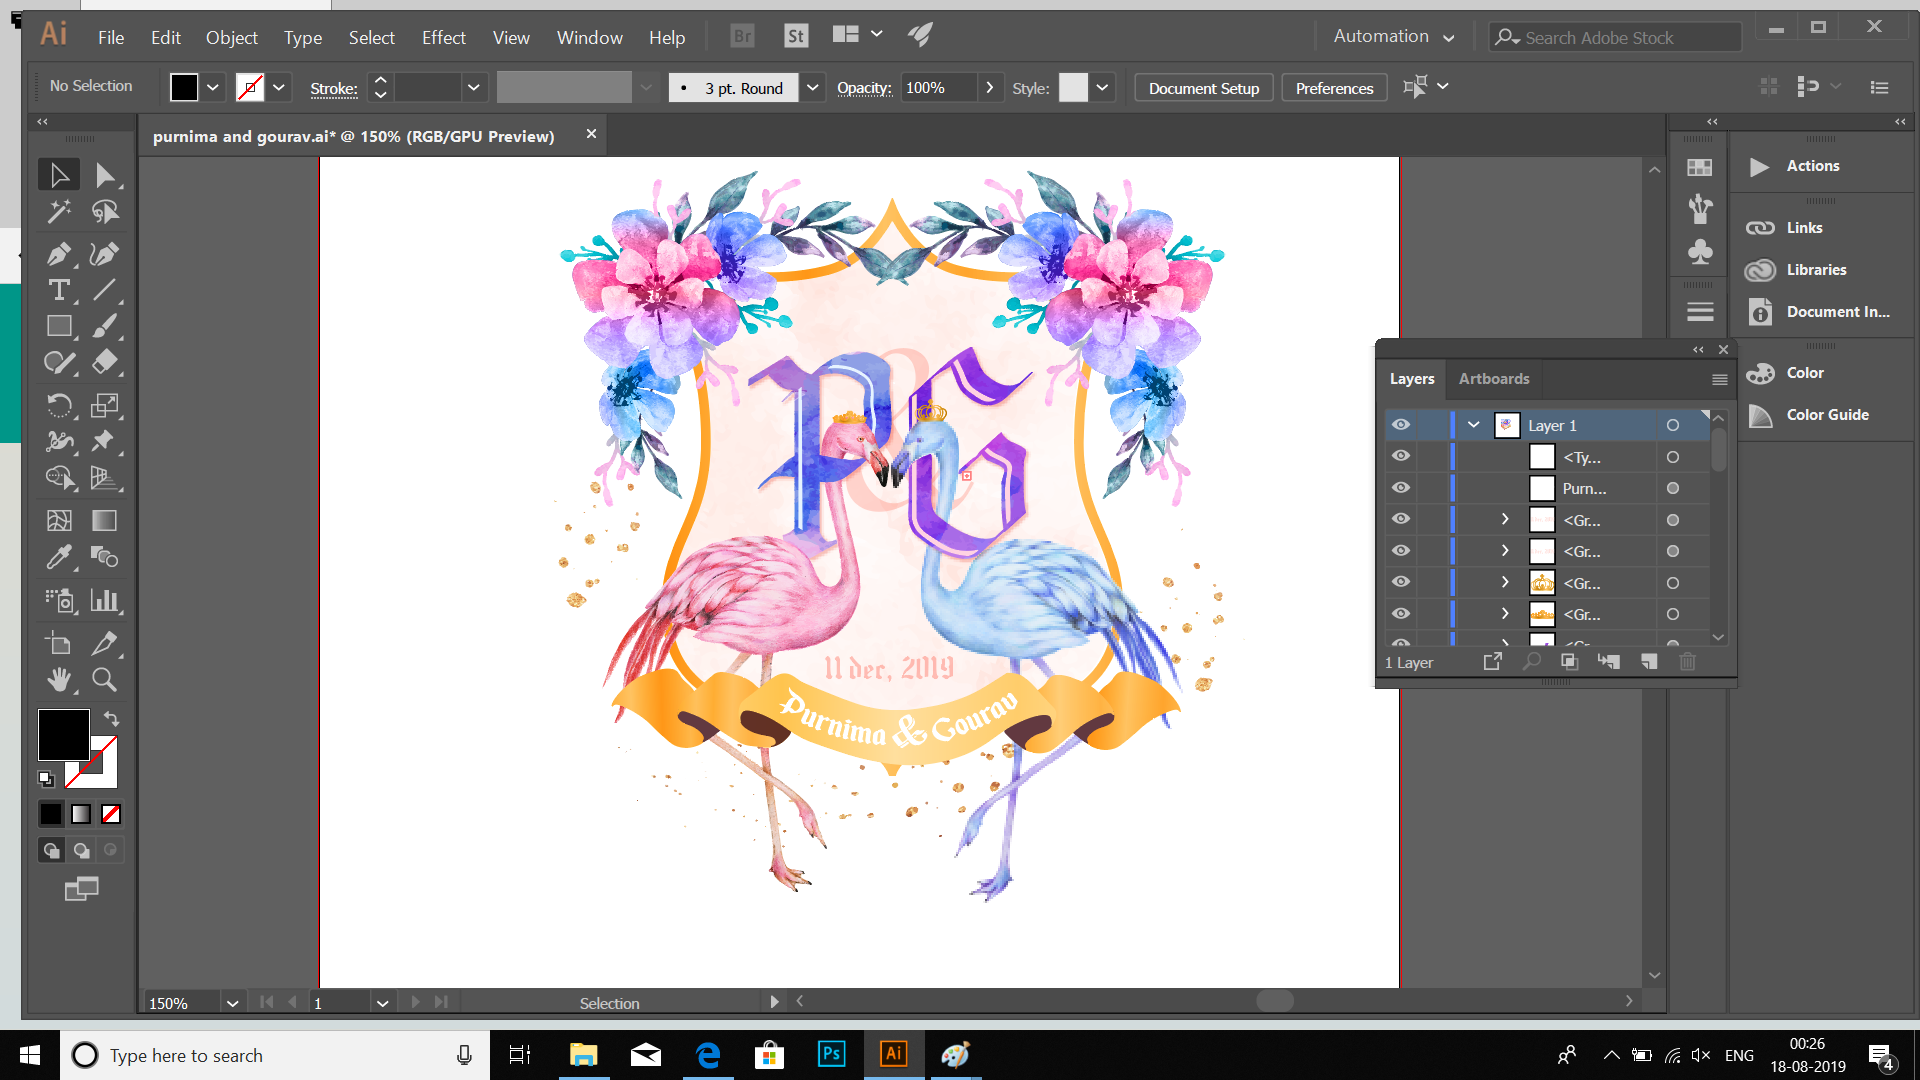 Ai File Edit Object Type Select Effect View Window Help Br St Automation Search Adobe Stock
No Selection Stroke: 3 pt. Round Opacity: 100% Style: Document Setup Preferences
purnima and gourav.ai* @ 150% (RGB/GPU Preview)
Actions
Links
Libraries
Document In...
Color
Color Guide
Layers Artboards
Layer 1
<Ty...
Purn...
<Gr...
<Gr...
<Gr...
<Gr...
<Gr...
1 Layer
P & G
11 dec, 2019
Purnima & Gourav
150% 1 Selection
Type here to search
Ps Ai
ENG
00:26
18-08-2019
4